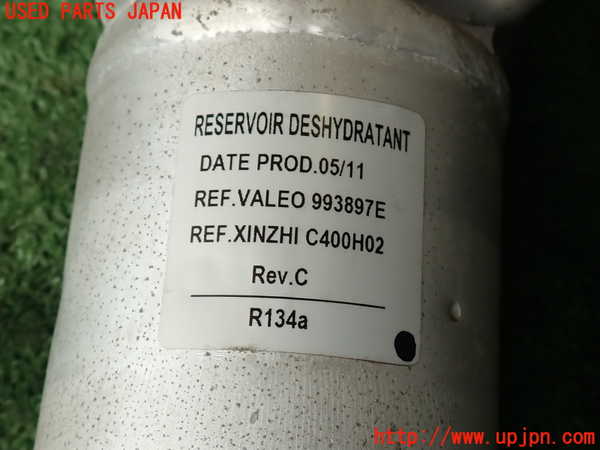 USED PARTS JAPAN
RESERVOIR DESHYDRATANT
DATE PROD.05/11
REF.VALEO 993897E
REF.XINZHI C400H02
Rev.C
R134a
http://www.upjpn.com/